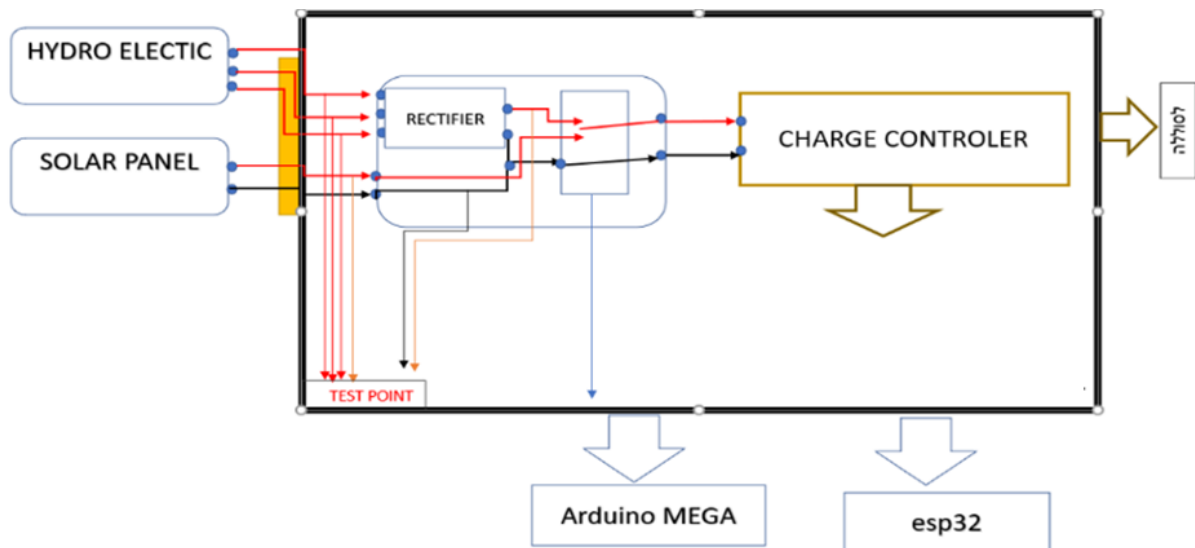 HYDRO ELECTIC
SOLAR PANEL
RECTIFIER
CHARGE CONTROLER
לסוללה
TEST POINT
Arduino MEGA
esp32